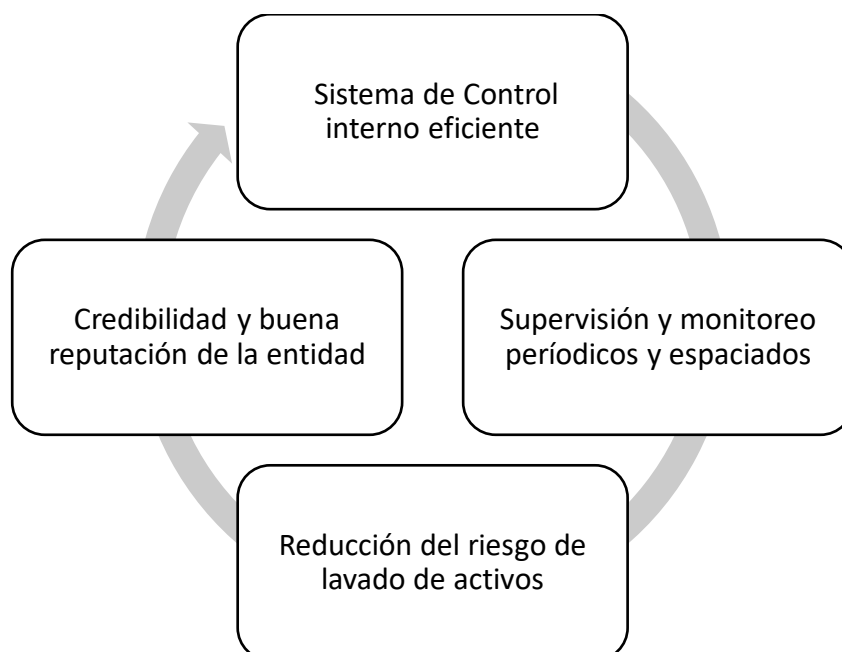 Sistema de Control
interno eficiente
Supervisión y monitoreo
períodicos y espaciados
Reducción del riesgo de
lavado de activos
Credibilidad y buena
reputación de la entidad